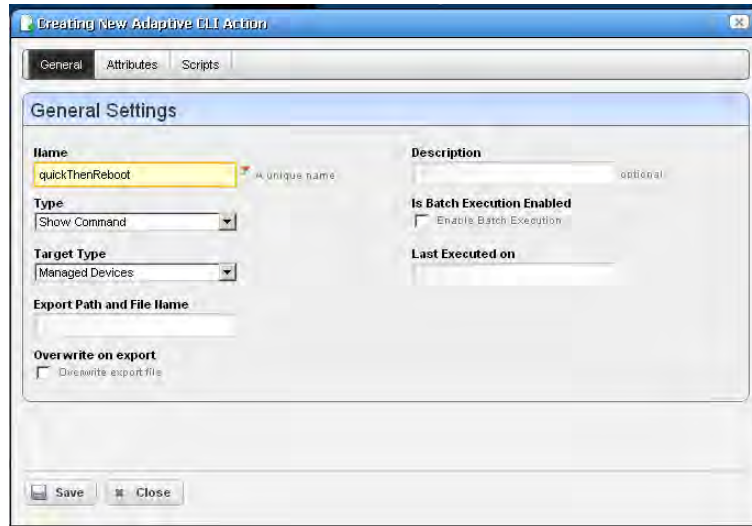 Creating New Adaptive CLI Action
General Attributes Scripts
General Settings
Name
quickThenReboot
A unique name
Type
Show Command
Target Type
Managed Devices
Export Path and File Name
Overwrite on export
Overwrite export file
Description
optional
Is Batch Execution Enabled
Enable Batch Execution
Last Executed on
Save Close